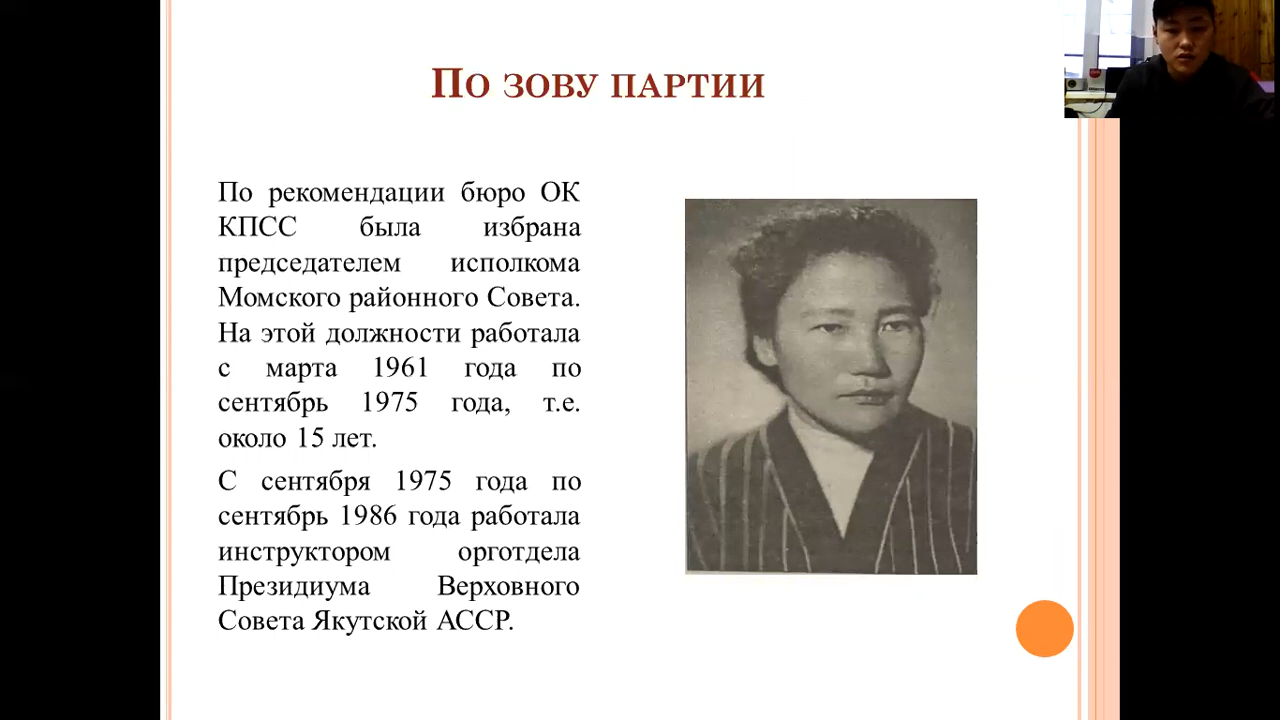 По зову партии
По рекомендации бюро ОК
КПСС была избрана
председателем исполкома
Момского районного Совета.
На этой должности работала
с марта 1961 года по
сентябрь 1975 года, т.е.
около 15 лет.
С сентября 1975 года по
сентябрь 1986 года работала
инструктором орготдела
Президиума Верховного
Совета Якутской АССР.